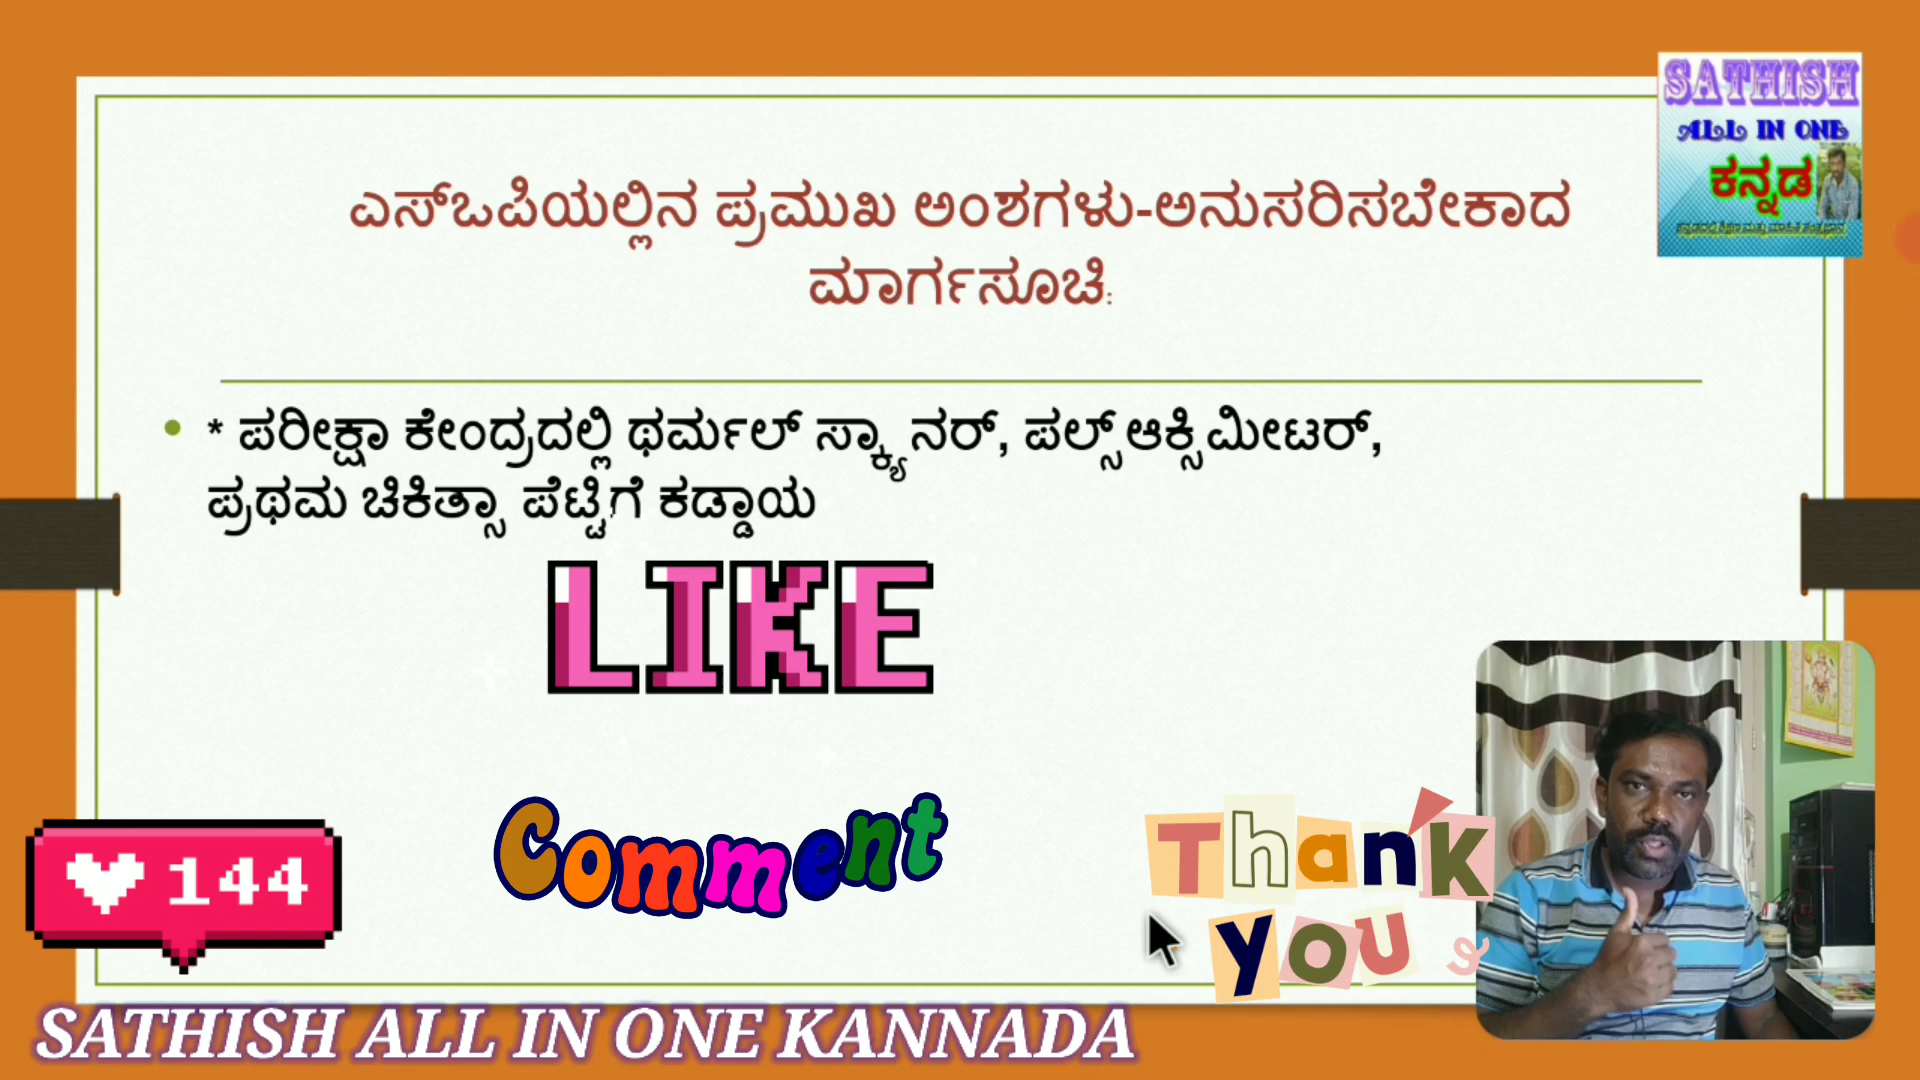 SATHISH
ALL IN ONE
ಕನ್ನಡ
ಎಸ್ಒಪಿಯಲ್ಲಿನ ಪ್ರಮುಖ ಅಂಶಗಳು-ಅನುಸರಿಸಬೇಕಾದ
ಮಾರ್ಗಸೂಚಿ:
* ಪರೀಕ್ಷಾ ಕೇಂದ್ರದಲ್ಲಿ ಥರ್ಮಲ್ ಸ್ಕ್ಯಾನರ್, ಪಲ್ಸ್ಆಕ್ಸಿಮೀಟರ್,
ಪ್ರಥಮ ಚಿಕಿತ್ಸಾ ಪೆಟ್ಟಿಗೆ ಕಡ್ಡಾಯ
LIKE
Comment
144
Thank
you
SATHISH ALL IN ONE KANNADA